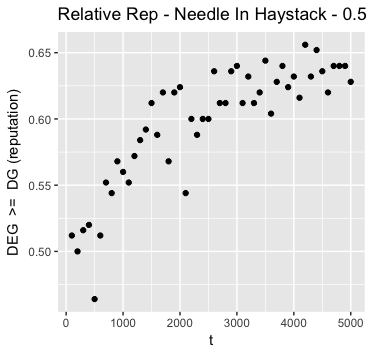 Relative Rep - Needle In Haystack - 0.5
DEG >= DG (reputation)
0.65
0.60
0.55
0.50
0 1000 2000 3000 4000 5000
t